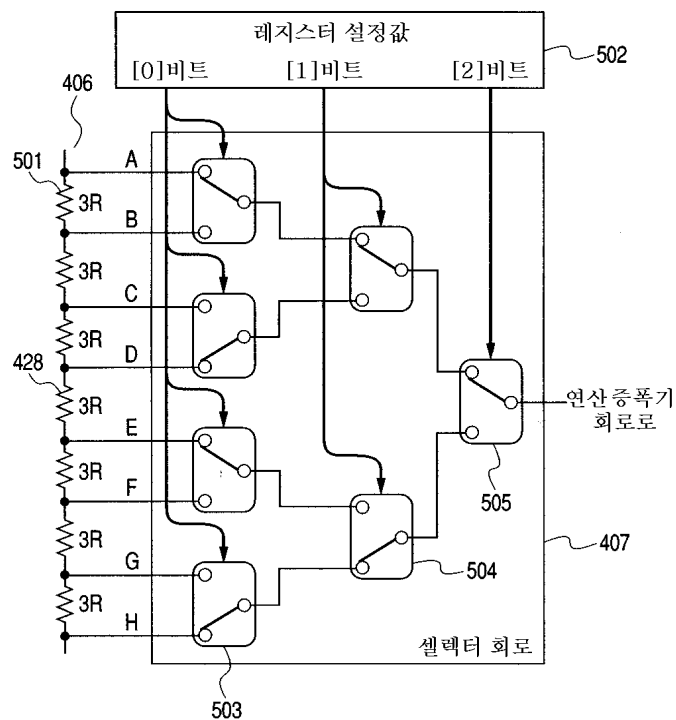 레지스터 설정값
[0]비트 [1]비트 [2]비트
502
406
501
A
3R
B
3R
C
3R
D
428
3R
E
3R
F
3R
G
3R
H
연산 증폭기
회로로
505
504
407
셀렉터 회로
503